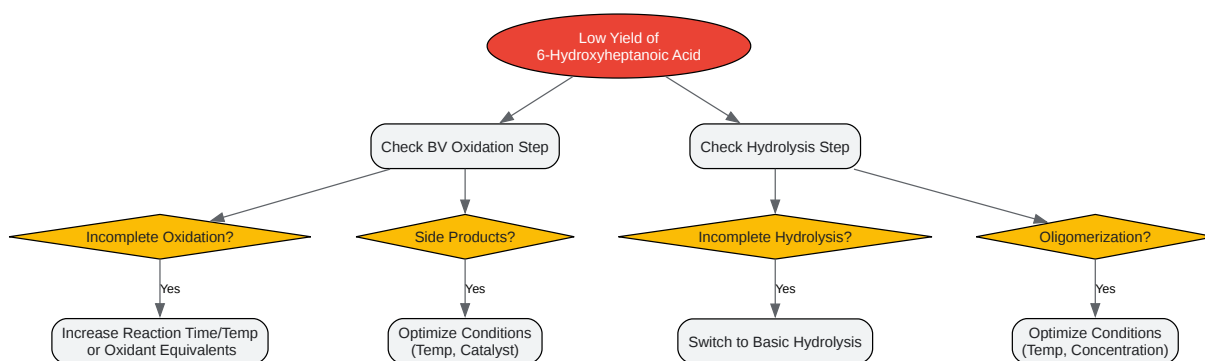 Low Yield of
6-Hydroxyheptanoic Acid
Check BV Oxidation Step
Check Hydrolysis Step
Incomplete Oxidation?
Side Products?
Incomplete Hydrolysis?
Oligomerization?
Yes
Yes
Yes
Yes
Increase Reaction Time/Temp
or Oxidant Equivalents
Optimize Conditions
(Temp, Catalyst)
Switch to Basic Hydrolysis
Optimize Conditions
(Temp, Concentration)